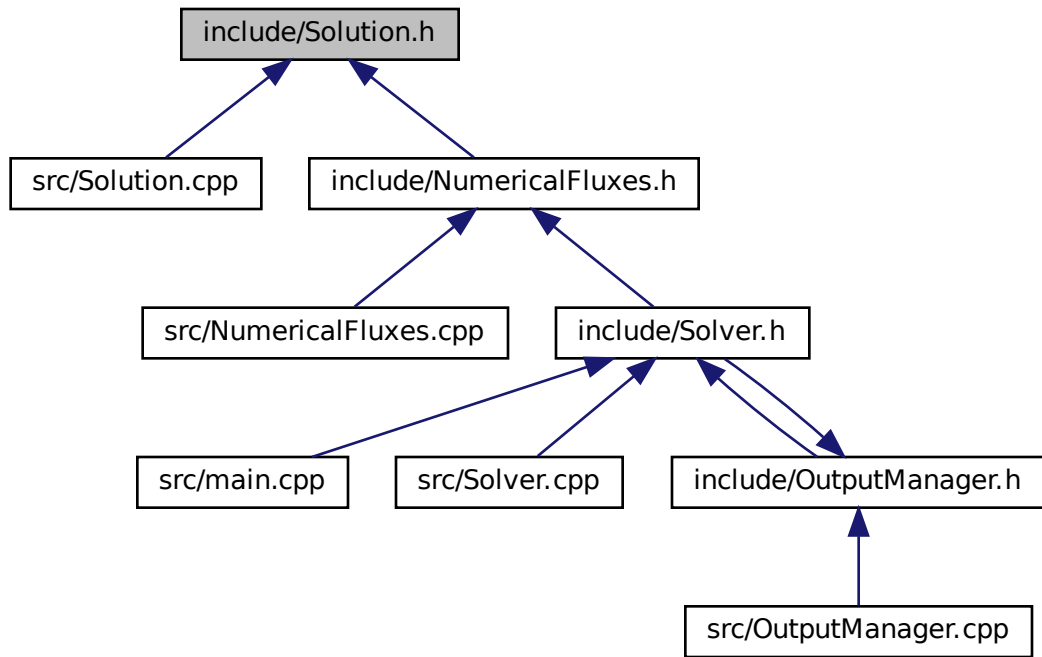 include/Solution.h
src/Solution.cpp
include/NumericalFluxes.h
src/NumericalFluxes.cpp
include/Solver.h
src/main.cpp
src/Solver.cpp
include/OutputManager.h
src/OutputManager.cpp